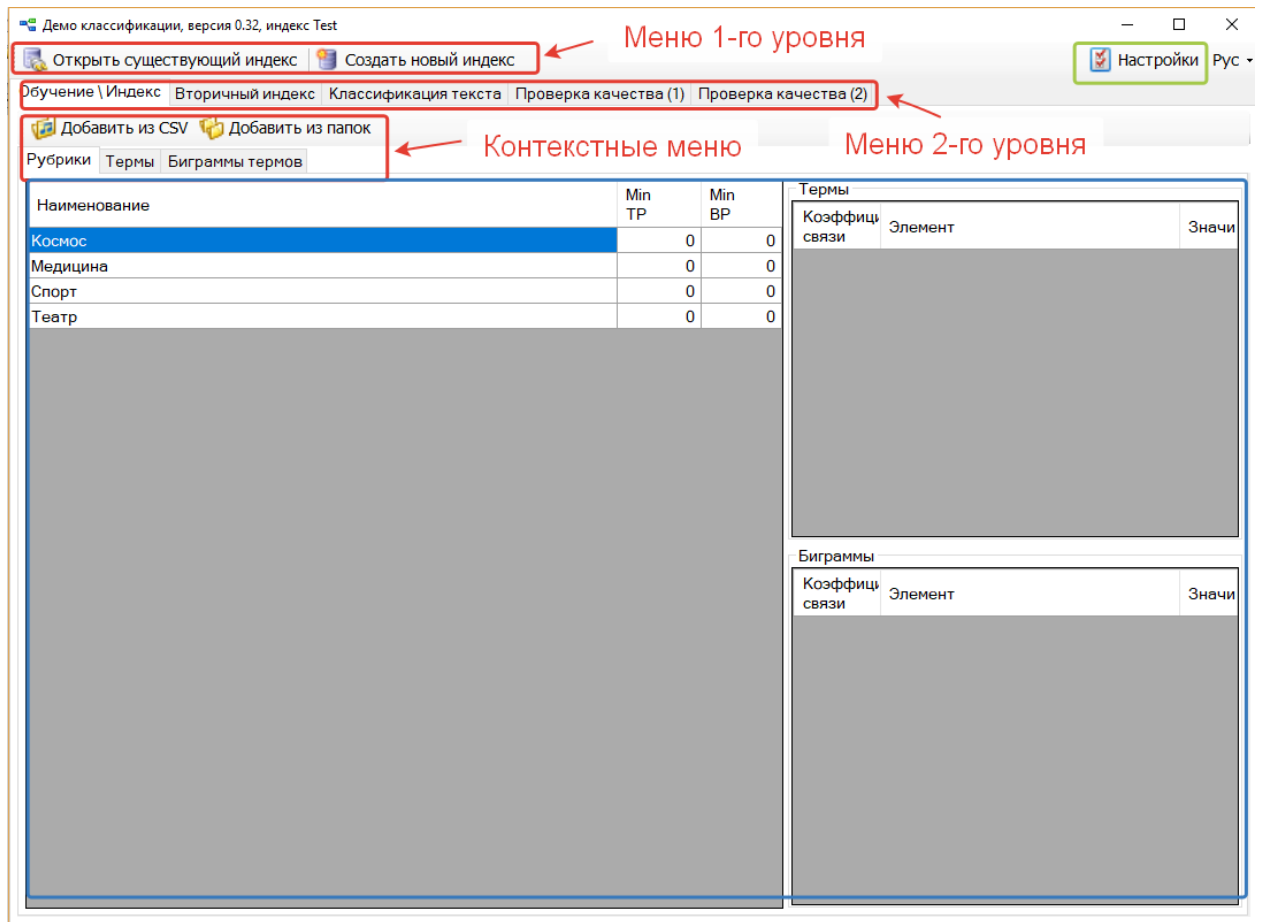 Демо классификации, версия 0.32, индекс Test
Меню 1-го уровня
Открыть существующий индекс Создать новый индекс Настройки Рус
Обучение \ Индекс Вторичный индекс Классификация текста Проверка качества (1) Проверка качества (2)
Добавить из CSV Добавить из папок
Контекстные меню Меню 2-го уровня
Рубрики Термы Биграммы термов
Наименование Min TP Min BP
Космос 0 0
Медицина 0 0
Спорт 0 0
Театр 0 0
Термы
Коэффици связи Элемент Значи
Биграммы
Коэффици связи Элемент Значи